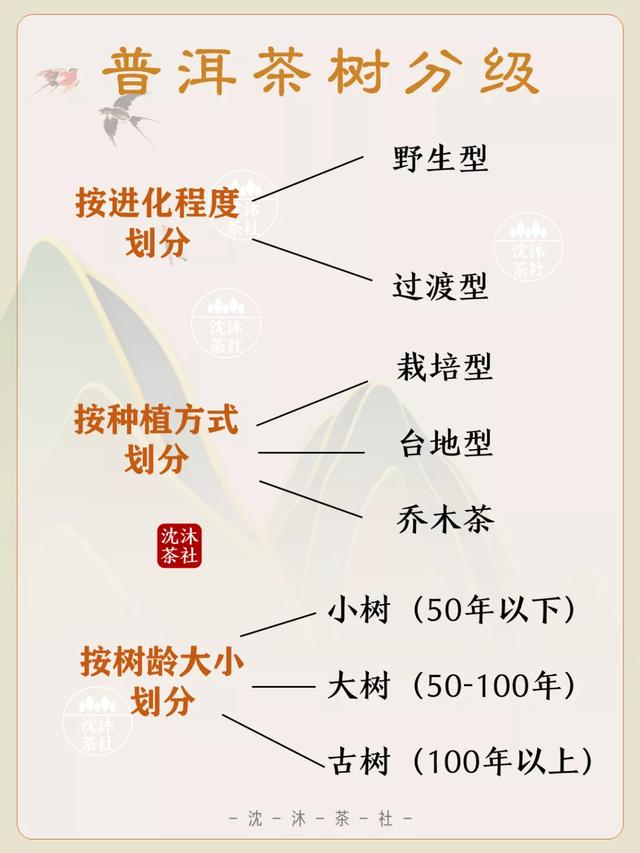 普洱茶树分级
野生型
按进化程度
划分
过渡型
沈沐
茶社
沈沐
茶社
沈沐
茶社
栽培型
按种植方式
划分
台地型
乔木茶
沈沐
茶社
小树（50年以下）
按树龄大小
划分
大树（50-100年）
沈沐
茶社
古树（100年以上）
-沈-沐-茶-社-